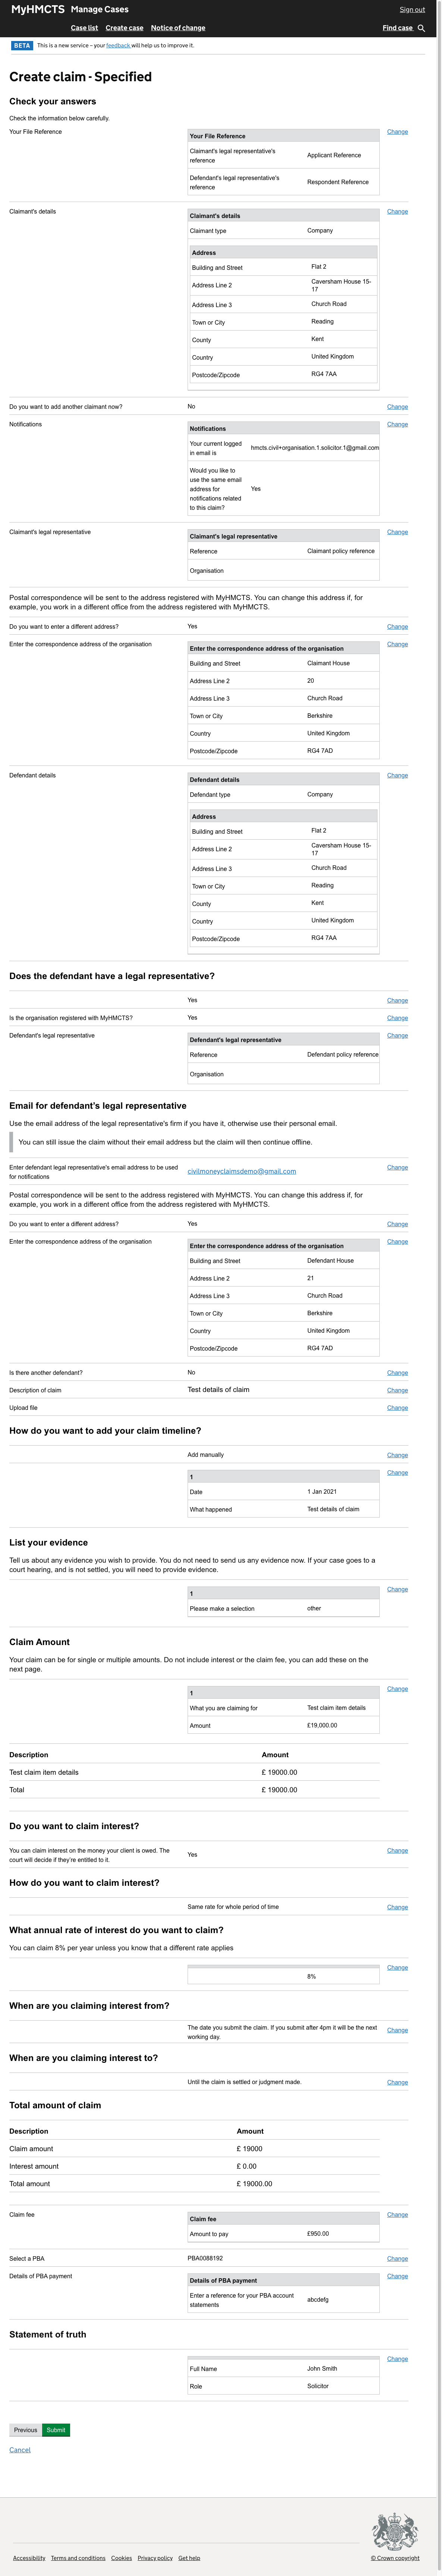 MyHMCTS Manage Cases Sign out
Case list Create case Notice of change Find case
BETA This is a new service – your feedback will help us to improve it.
Create claim - Specified
Check your answers
Check the information below carefully.
Your File Reference Change
Your File Reference
Claimant's legal representative's reference Applicant Reference
Defendant's legal representative's reference Respondent Reference
Claimant's details Change
Claimant's details
Claimant type Company
Address
Building and Street Flat 2
Address Line 2 Caversham House 15-17
Address Line 3 Church Road
Town or City Reading
County Kent
Country United Kingdom
Postcode/Zipcode RG4 7AA
Do you want to add another claimant now? No Change
Notifications Change
Notifications
Your current logged in email is hmcts.civil+organisation.1.solicitor.1@gmail.com
Would you like to use the same email address for notifications related to this claim? Yes
Claimant's legal representative Change
Claimant's legal representative
Reference Claimant policy reference
Organisation
Postal correspondence will be sent to the address registered with MyHMCTS. You can change this address if, for
example, you work in a different office from the address registered with MyHMCTS.
Do you want to enter a different address? Yes Change
Enter the correspondence address of the organisation Change
Enter the correspondence address of the organisation
Building and Street Claimant House
Address Line 2 20
Address Line 3 Church Road
Town or City Berkshire
Country United Kingdom
Postcode/Zipcode RG4 7AD
Defendant details Change
Defendant details
Defendant type Company
Address
Building and Street Flat 2
Address Line 2 Caversham House 15-17
Address Line 3 Church Road
Town or City Reading
County Kent
Country United Kingdom
Postcode/Zipcode RG4 7AA
Does the defendant have a legal representative?
Yes Change
Is the organisation registered with MyHMCTS? Yes Change
Defendant's legal representative Change
Defendant's legal representative
Reference Defendant policy reference
Organisation
Email for defendant's legal representative
Use the email address of the legal representative's firm if you have it, otherwise use their personal email.
You can still issue the claim without their email address but the claim will then continue offline.
Enter defendant legal representative's email address to be used for notifications civilmoneyclaimsdemo@gmail.com Change
Postal correspondence will be sent to the address registered with MyHMCTS. You can change this address if, for
example, you work in a different office from the address registered with MyHMCTS.
Do you want to enter a different address? Yes Change
Enter the correspondence address of the organisation Change
Enter the correspondence address of the organisation
Building and Street Defendant House
Address Line 2 21
Address Line 3 Church Road
Town or City Berkshire
Country United Kingdom
Postcode/Zipcode RG4 7AD
Is there another defendant? No Change
Description of claim Test details of claim Change
Upload file Change
How do you want to add your claim timeline?
Add manually Change
1 Change
Date 1 Jan 2021
What happened Test details of claim
List your evidence
Tell us about any evidence you wish to provide. You do not need to send us any evidence now. If your case goes to a
court hearing, and is not settled, you will need to provide evidence.
1 Change
Please make a selection other
Claim Amount
Your claim can be for single or multiple amounts. Do not include interest or the claim fee, you can add these on the
next page.
1 Change
What you are claiming for Test claim item details
Amount £19,000.00
Description Amount
Test claim item details £ 19000.00
Total £ 19000.00
Do you want to claim interest?
You can claim interest on the money your client is owed. The court will decide if they're entitled to it. Yes Change
How do you want to claim interest?
Same rate for whole period of time Change
What annual rate of interest do you want to claim?
You can claim 8% per year unless you know that a different rate applies
Change
8%
When are you claiming interest from?
The date you submit the claim. If you submit after 4pm it will be the next working day. Change
When are you claiming interest to?
Until the claim is settled or judgment made. Change
Total amount of claim
Description Amount
Claim amount £ 19000
Interest amount £ 0.00
Total amount £ 19000.00
Claim fee Change
Claim fee
Amount to pay £950.00
Select a PBA PBA0088192 Change
Details of PBA payment Change
Details of PBA payment
Enter a reference for your PBA account statements abcdefg
Statement of truth
Change
Full Name John Smith
Role Solicitor
Previous Submit
Cancel
Accessibility Terms and conditions Cookies Privacy policy Get help © Crown copyright